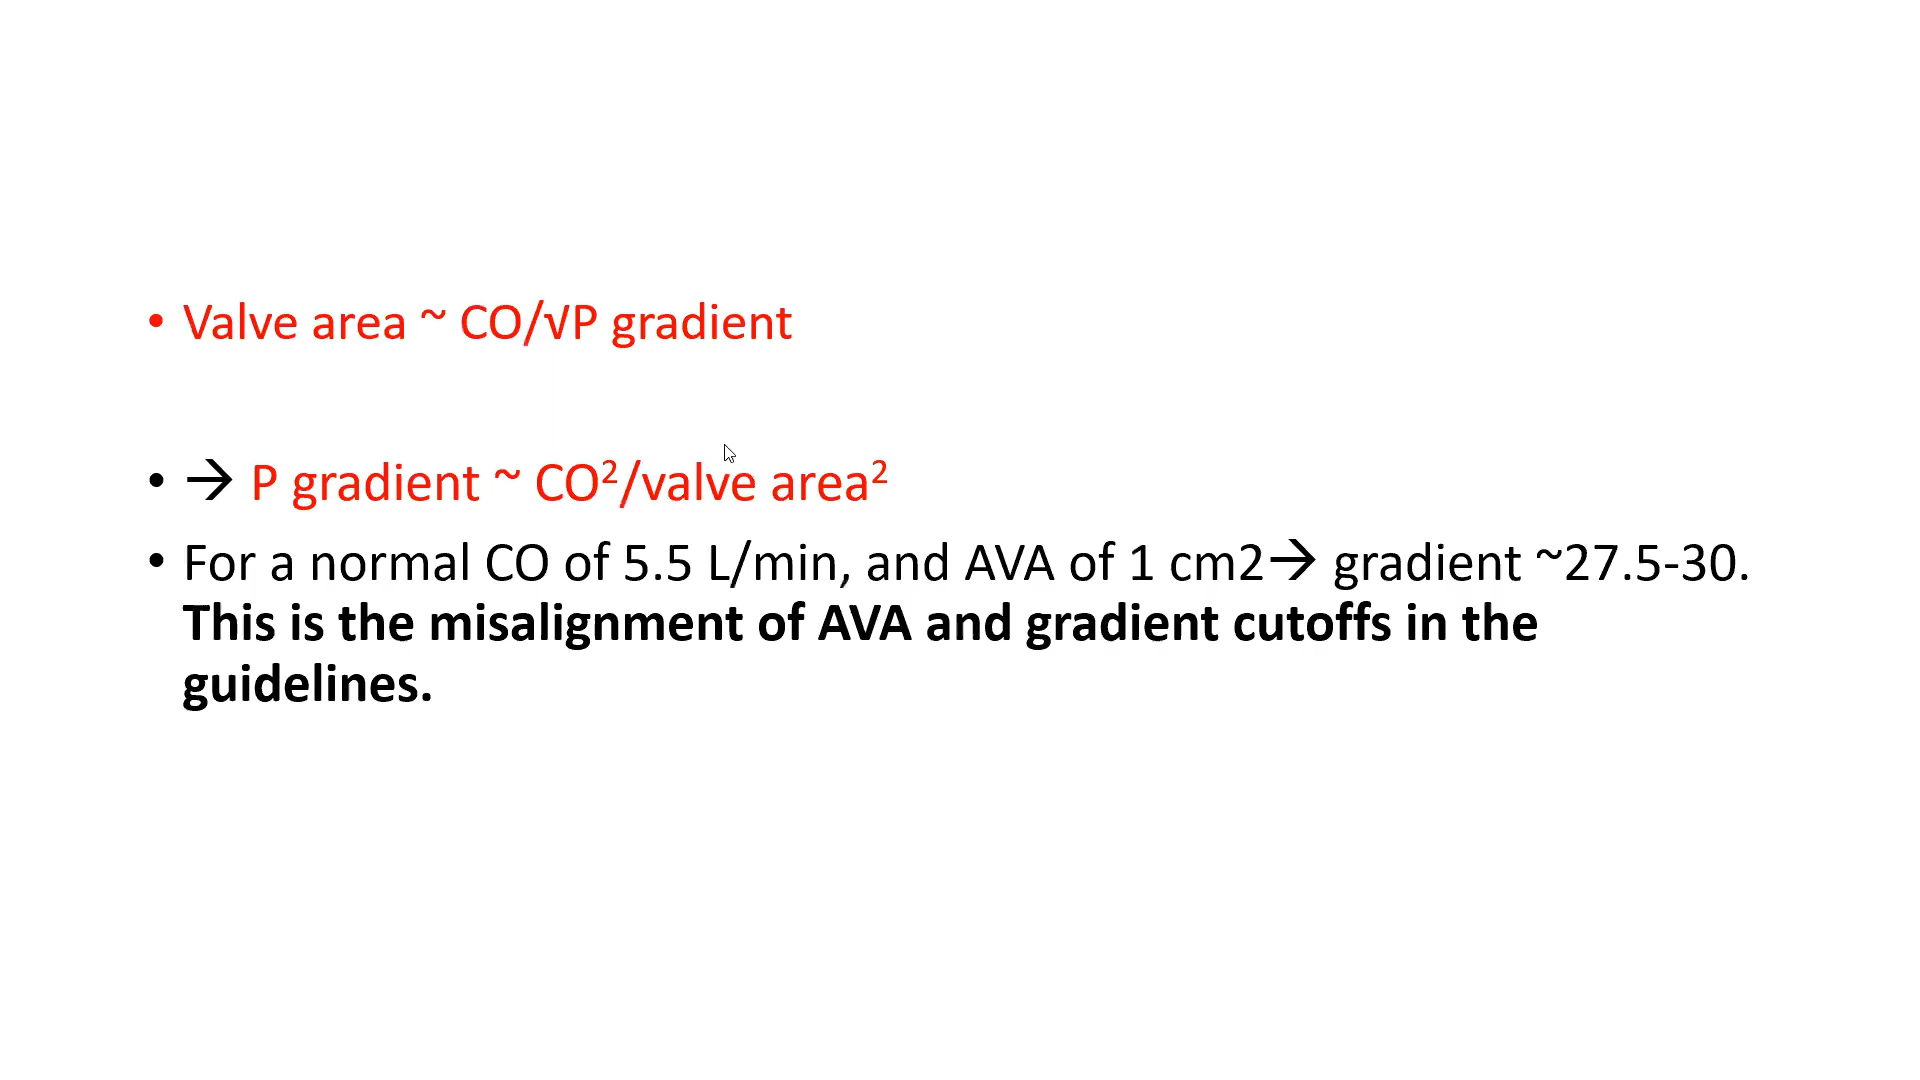 • Valve area ~ CO/√P gradient
• → P gradient ~ CO²/valve area²
• For a normal CO of 5.5 L/min, and AVA of 1 cm2→ gradient ~27.5-30.
This is the misalignment of AVA and gradient cutoffs in the
guidelines.